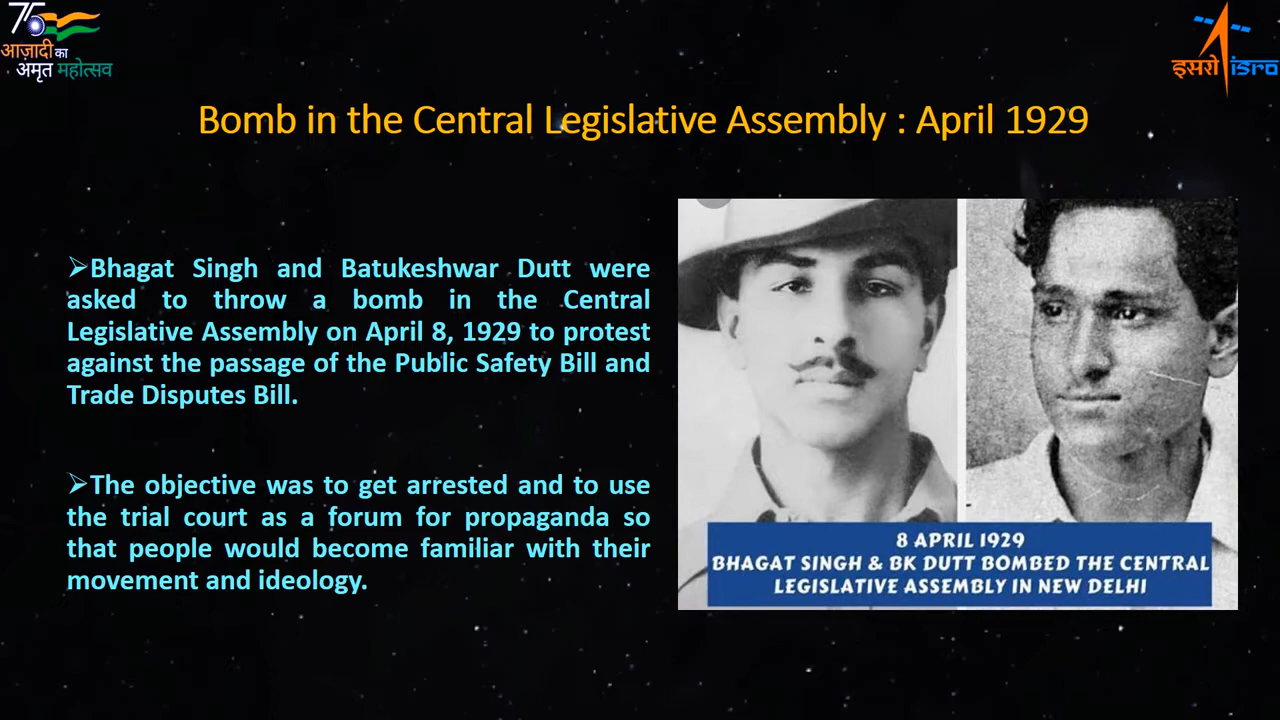 75
आज़ादी का
अमृत महोत्सव
इसरो isro
Bomb in the Central Legislative Assembly : April 1929
➢Bhagat Singh and Batukeshwar Dutt were
asked to throw a bomb in the Central
Legislative Assembly on April 8, 1929 to protest
against the passage of the Public Safety Bill and
Trade Disputes Bill.
➢The objective was to get arrested and to use
the trial court as a forum for propaganda so
that people would become familiar with their
movement and ideology.
8 APRIL 1929
BHAGAT SINGH & BK DUTT BOMBED THE CENTRAL
LEGISLATIVE ASSEMBLY IN NEW DELHI